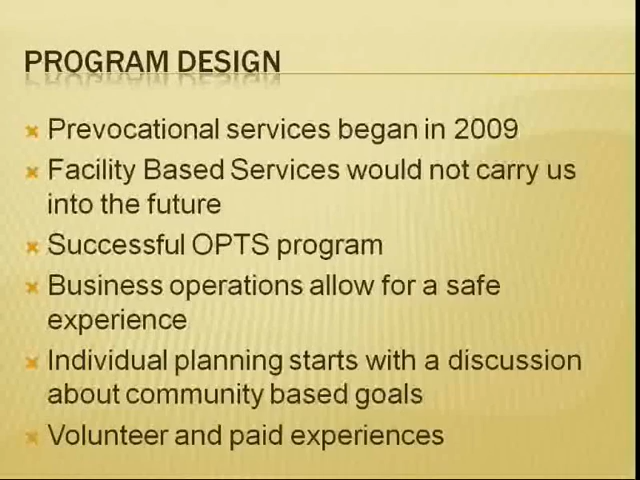 PROGRAM DESIGN
Prevocational services began in 2009
Facility Based Services would not carry us
into the future
Successful OPTS program
Business operations allow for a safe
experience
Individual planning starts with a discussion
about community based goals
Volunteer and paid experiences